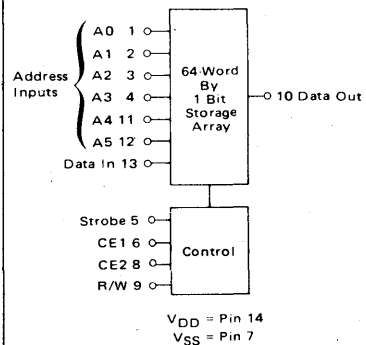 A0 1
A1 2
A2 3
A3 4
A4 11
A5 12
Address
Inputs
Data In 13
64-Word
By
1 Bit
Storage
Array
10 Data Out
Strobe 5
CE1 6
CE2 8
R/W 9
Control
VDD = Pin 14
VSS = Pin 7